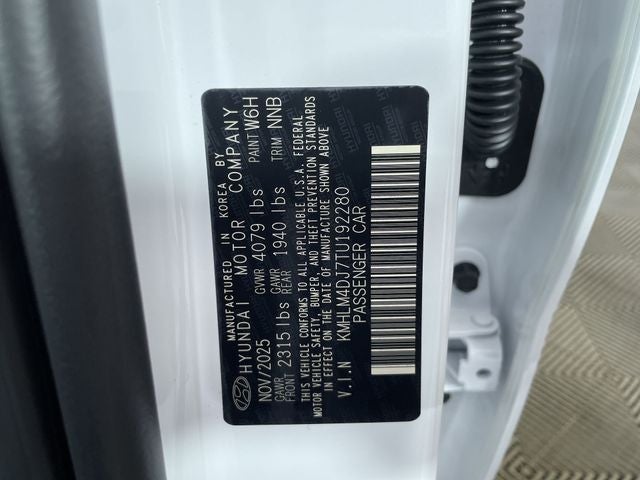 MANUFACTURED IN KOREA BY
HYUNDAI MOTOR COMPANY
NOV/2025 GVWR 4079 lbs PAINT W6H
GAWR FRONT 2315 lbs GAWR REAR 1940 lbs TRIM NNB
THIS VEHICLE CONFORMS TO ALL APPLICABLE U.S.A. FEDERAL
MOTOR VEHICLE SAFETY, BUMPER, AND THEFT PREVENTION STANDARDS
IN EFFECT ON THE DATE OF MANUFACTURE SHOWN ABOVE
V.I.N KMHLM4DJ7TU192280
PASSENGER CAR